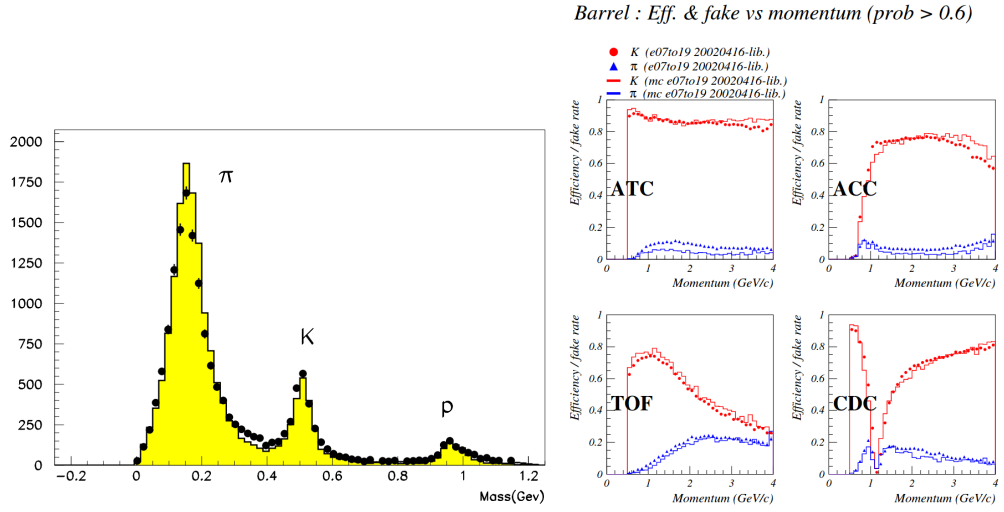 Barrel : Eff. & fake vs momentum (prob > 0.6)
K (e07to19 20020416-lib.)
π (e07to19 20020416-lib.)
K (mc e07to19 20020416-lib.)
π (mc e07to19 20020416-lib.)
2000
1750
1500
1250
1000
750
500
250
0
π
K
p
-0.2
0
0.2
0.4
0.6
0.8
1
1.2
Mass(Gev)
Efficiency / fake rate
1
0.8
0.6
0.4
0.2
0
ATC
0
1
2
3
4
Momentum (GeV/c)
Efficiency / fake rate
1
0.8
0.6
0.4
0.2
0
ACC
0
1
2
3
4
Momentum (GeV/c)
Efficiency / fake rate
1
0.8
0.6
0.4
0.2
0
TOF
0
1
2
3
4
Momentum (GeV/c)
Efficiency / fake rate
1
0.8
0.6
0.4
0.2
0
CDC
0
1
2
3
4
Momentum (GeV/c)